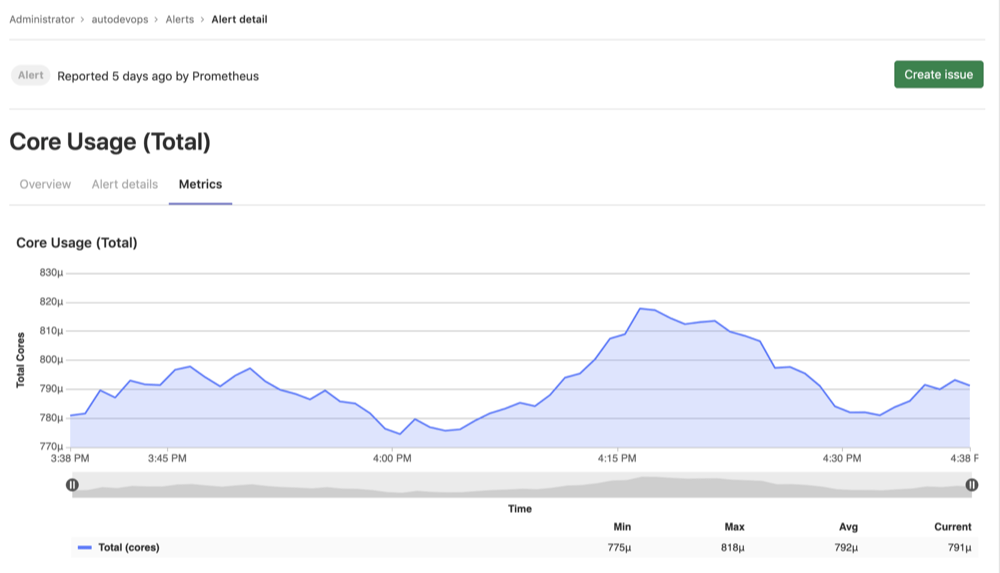 Administrator › autodevops › Alerts › Alert detail
Alert Reported 5 days ago by Prometheus
Create issue
Core Usage (Total)
Overview Alert details Metrics
Core Usage (Total)
Total Cores
830μ
820μ
810μ
800μ
790μ
780μ
770μ
3:38 PM 3:45 PM 4:00 PM 4:15 PM 4:30 PM 4:38 P
Time
Min Max Avg Current
Total (cores) 775μ 818μ 792μ 791μ